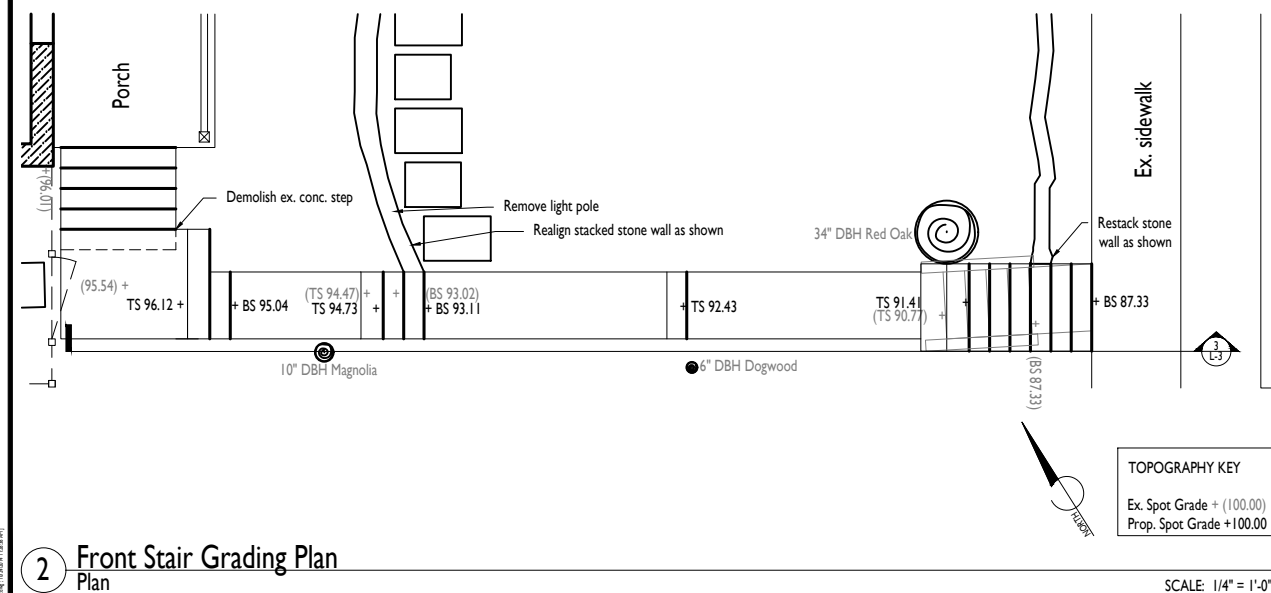 Porch
+(96.01)
Demolish ex. conc. step
Remove light pole
Realign stacked stone wall as shown
34" DBH Red Oak
Ex. sidewalk
Restack stone
wall as shown
(95.54) +
TS 96.12 +
+ BS 95.04
(TS 94.47) +
TS 94.73 +
+ (BS 93.02)
+ BS 93.11
+ TS 92.43
TS 91.41 +
(TS 90.77) +
+ BS 87.33
+ (BS 87.33)
10" DBH Magnolia
6" DBH Dogwood
3
L-3
NORTH
TOPOGRAPHY KEY
Ex. Spot Grade + (100.00)
Prop. Spot Grade +100.00
2
Front Stair Grading Plan
Plan
SCALE: 1/4" = 1'-0"